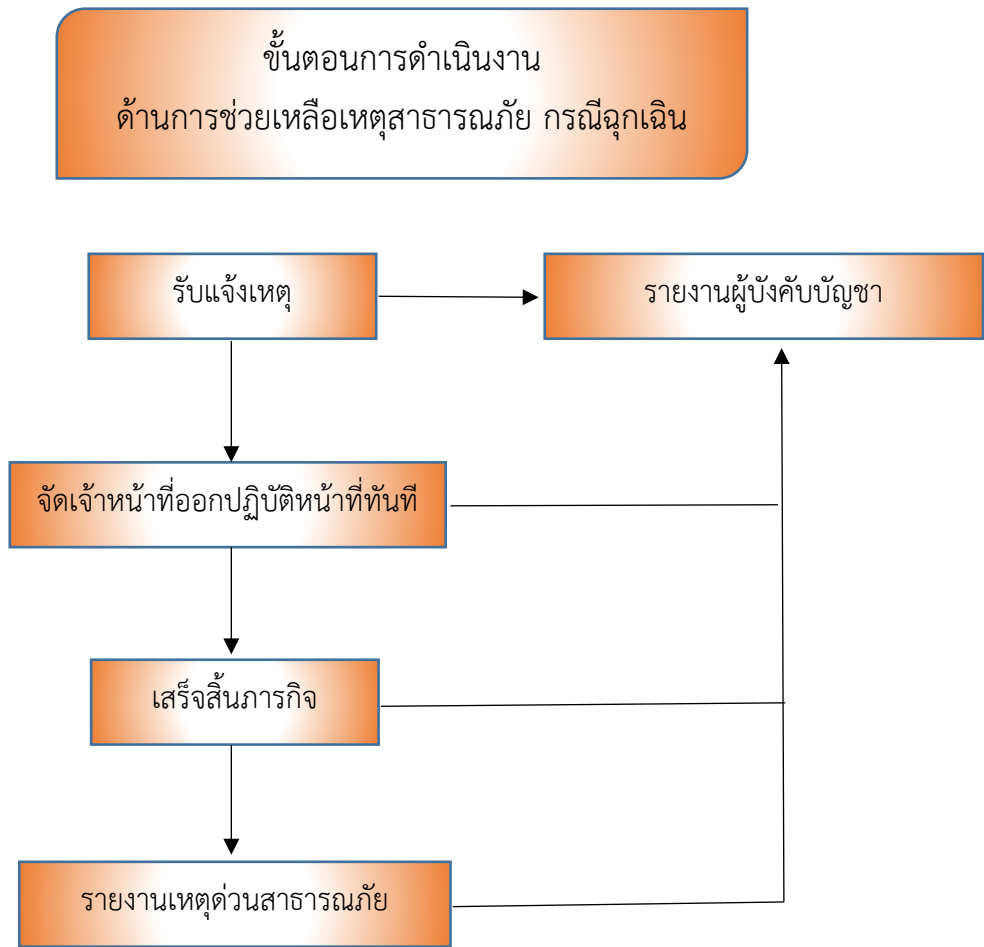 ขั้นตอนการดำเนินงาน
ด้านการช่วยเหลือเหตุสาธารณภัย กรณีฉุกเฉิน
รับแจ้งเหตุ
รายงานผู้บังคับบัญชา
จัดเจ้าหน้าที่ออกปฏิบัติหน้าที่ทันที
เสร็จสิ้นภารกิจ
รายงานเหตุด่วนสาธารณภัย